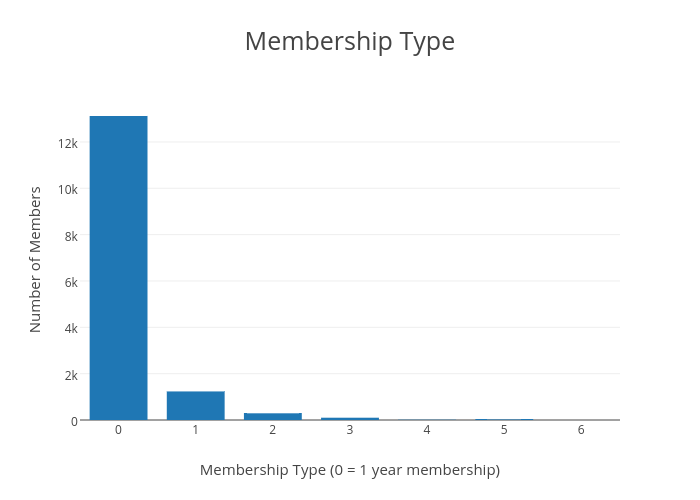 Membership Type
12k
10k
8k
6k
4k
2k
0
Number of Members
0 1 2 3 4 5 6
Membership Type (0 = 1 year membership)